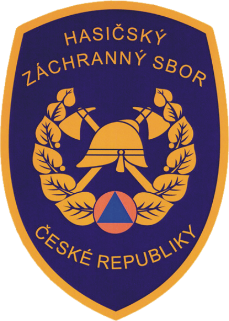 HASIČSKÝ
ZÁCHRANNÝ SBOR
ČESKÉ REPUBLIKY